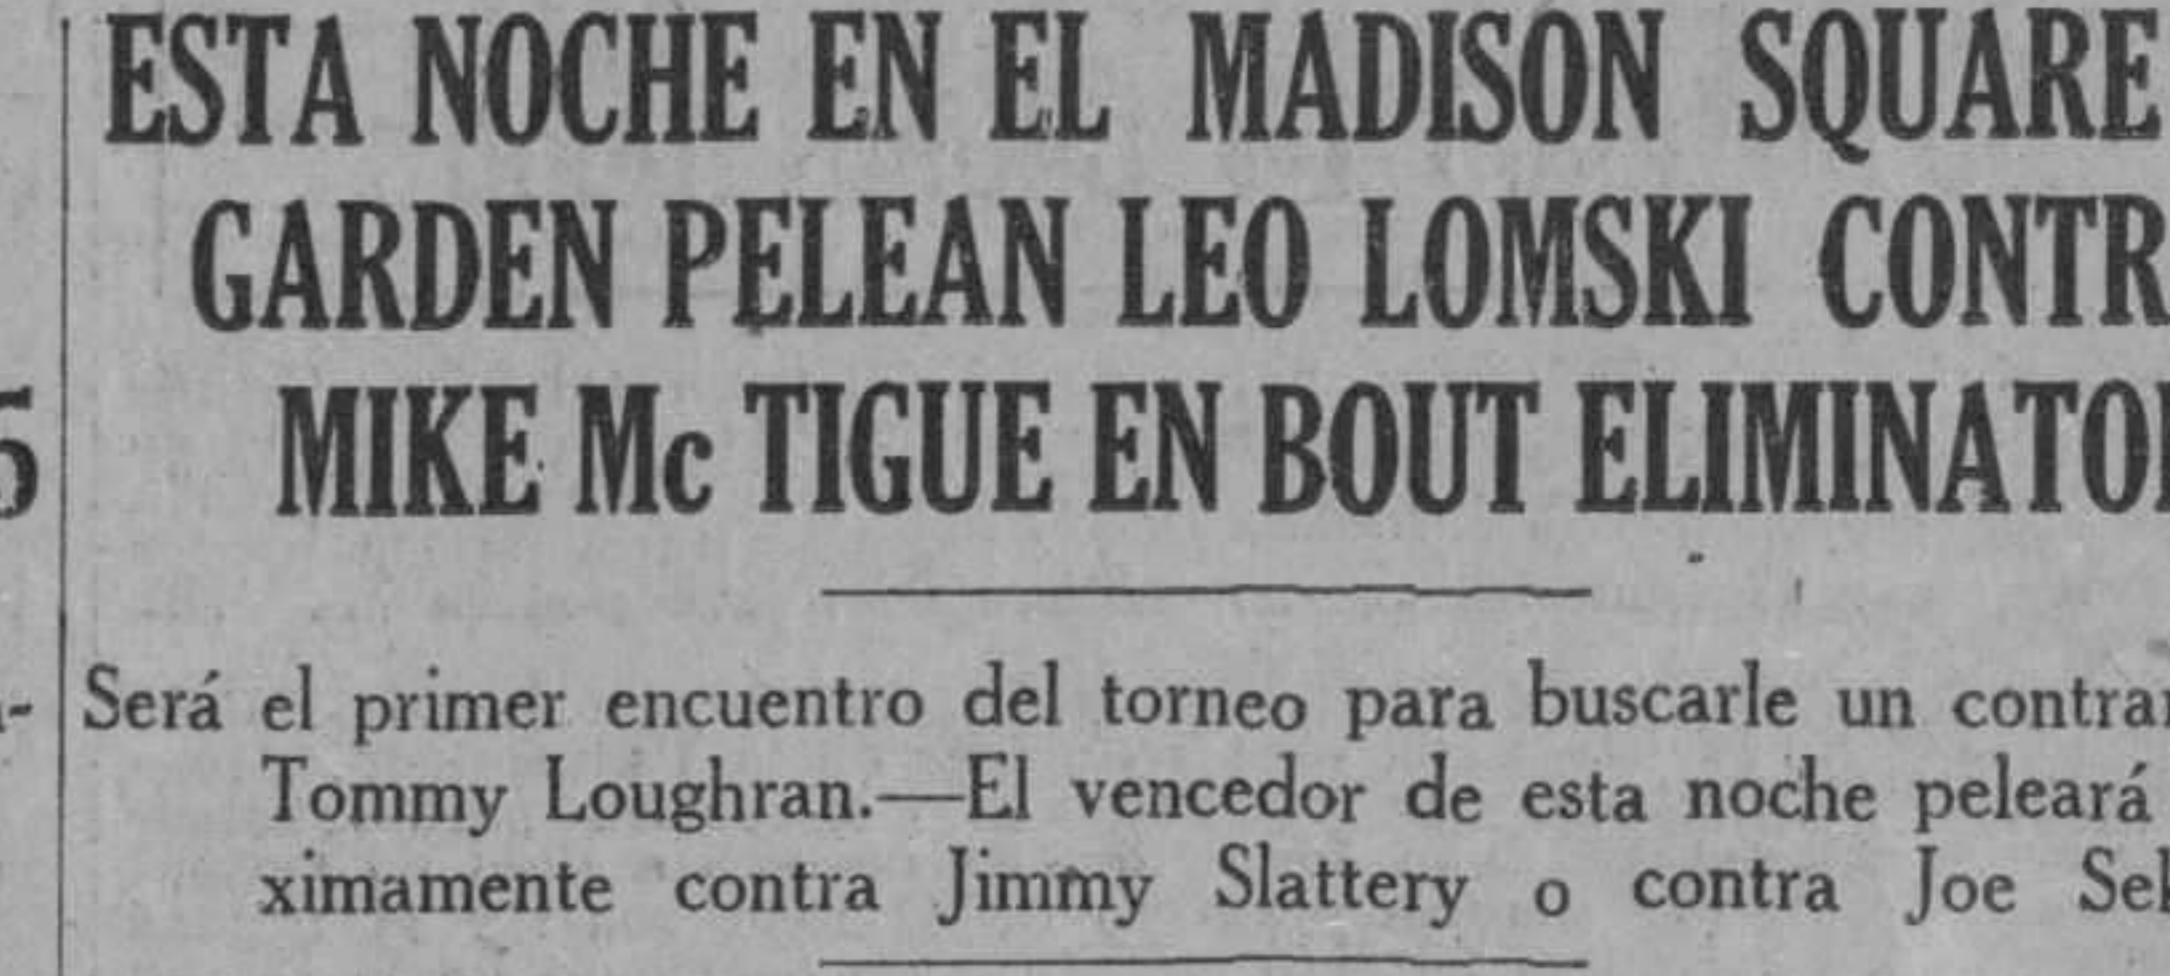 ESTA NOCHE EN EL MADISON SQUARE
GARDEN PELEAN LEO LOMSKI CONTR
MIKE Mc TIGUE EN BOUT ELIMINATO
5
Será el primer encuentro del torneo para buscarle un contra
Tommy Loughran.—El vencedor de esta noche peleará
ximamente contra Jimmy Slattery o contra Joe Sek